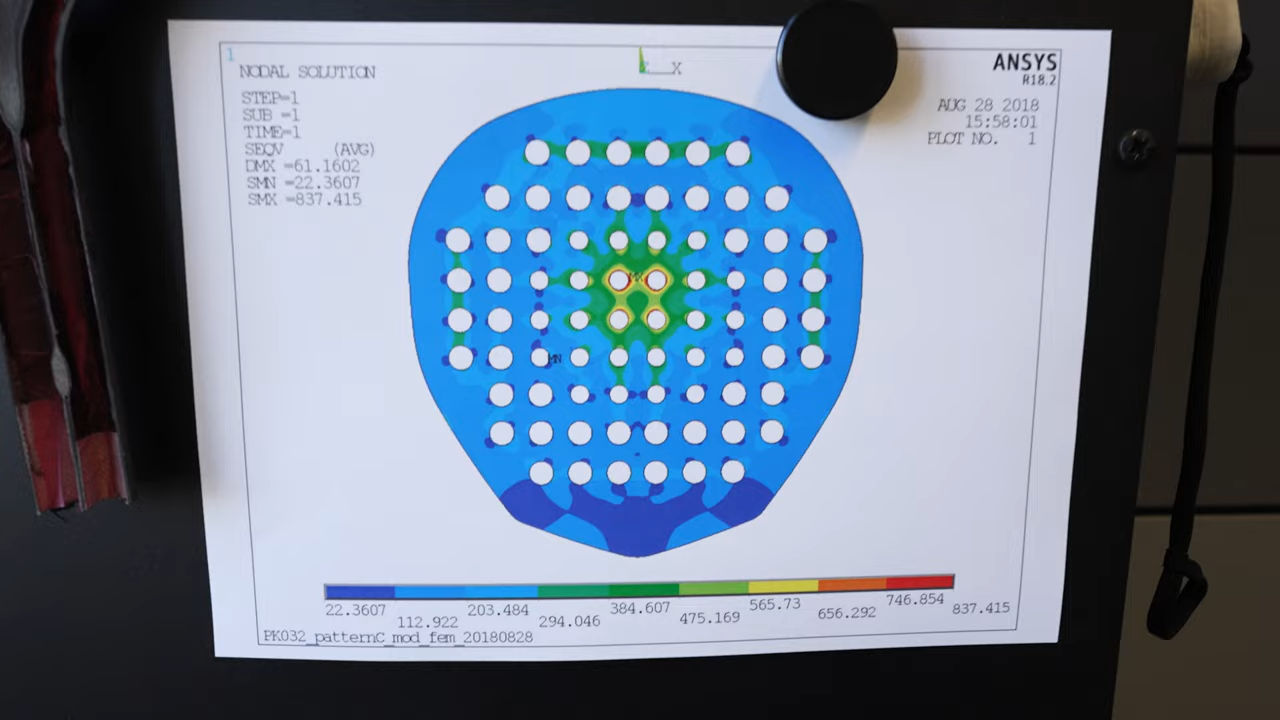 1
NODAL SOLUTION
STEP=1
SUB =1
TIME=1
SEQV (AVG)
DMX =61.1602
SMN =22.3607
SMX =837.415
X
ANSYS
R18.2
AUG 28 2018
15:58:01
PLOT NO. 1
MN
22.3607
112.922
203.484
294.046
384.607
475.169
565.73
656.292
746.854
837.415
PK032_patternC_mod_fem_20180828